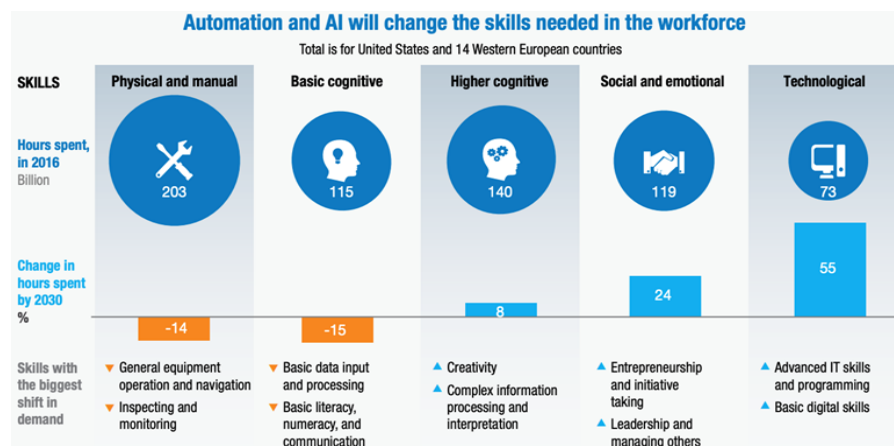 Automation and AI will change the skills needed in the workforce
Total is for United States and 14 Western European countries
SKILLS
Physical and manual
Basic cognitive
Higher cognitive
Social and emotional
Technological
Hours spent,
in 2016
Billion
203
115
140
119
73
Change in
hours spent
by 2030
%
-14
-15
8
24
55
Skills with
the biggest
shift in
demand
General equipment
operation and navigation
Inspecting and
monitoring
Basic data input
and processing
Basic literacy,
numeracy, and
communication
Creativity
Complex information
processing and
interpretation
Entrepreneurship
and initiative
taking
Leadership and
managing others
Advanced IT skills
and programming
Basic digital skills